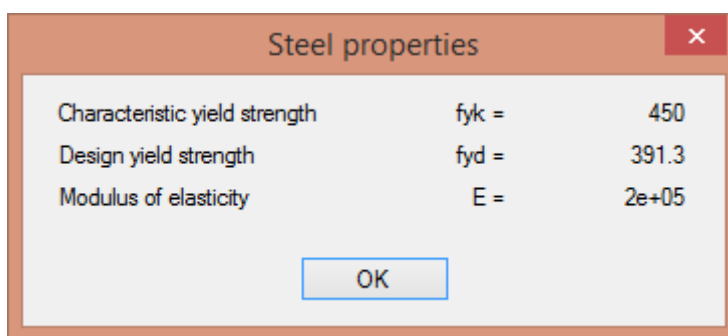 Steel properties
Characteristic yield strength fyk = 450
Design yield strength fyd = 391.3
Modulus of elasticity E = 2e+05
OK